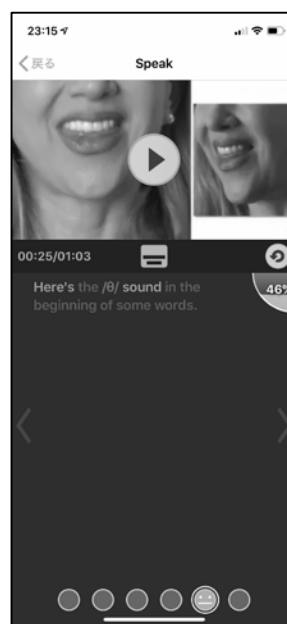 23:15
戻る
Speak
00:25/01:03
46%
Here's the /θ/ sound in the
beginning of some words.